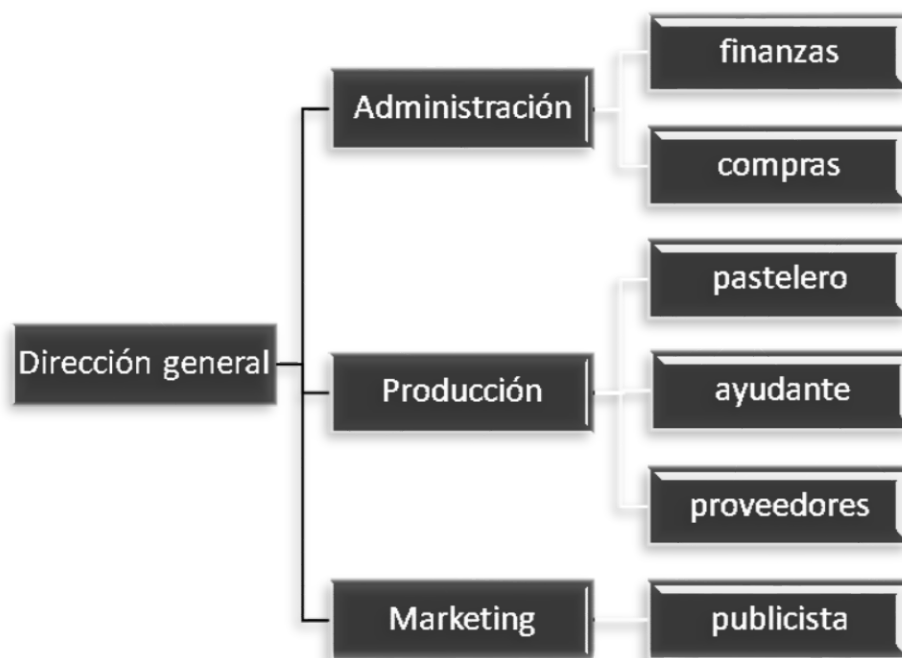 Dirección general
Administración
finanzas
compras
Producción
pastelero
ayudante
proveedores
Marketing
publicista